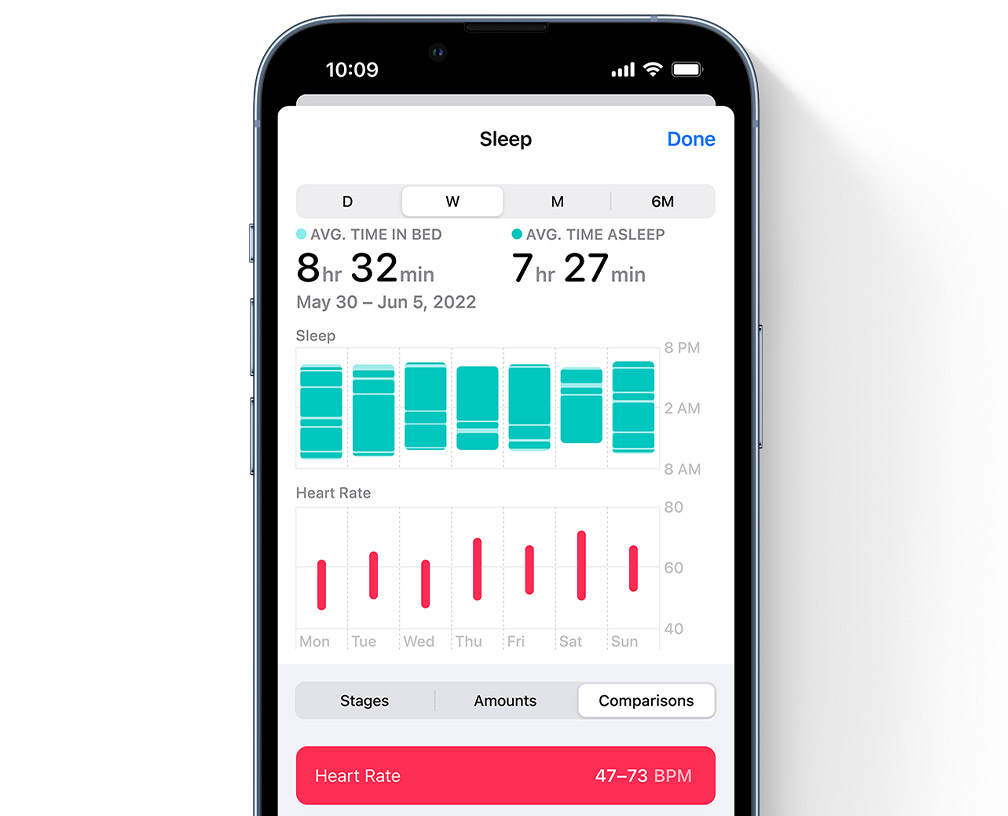 10:09
Sleep Done
D W M 6M
AVG. TIME IN BED AVG. TIME ASLEEP
8hr 32min 7hr 27min
May 30 – Jun 5, 2022
Sleep
8 PM
2 AM
8 AM
Heart Rate
80
60
40
Mon Tue Wed Thu Fri Sat Sun
Stages Amounts Comparisons
Heart Rate 47–73 BPM